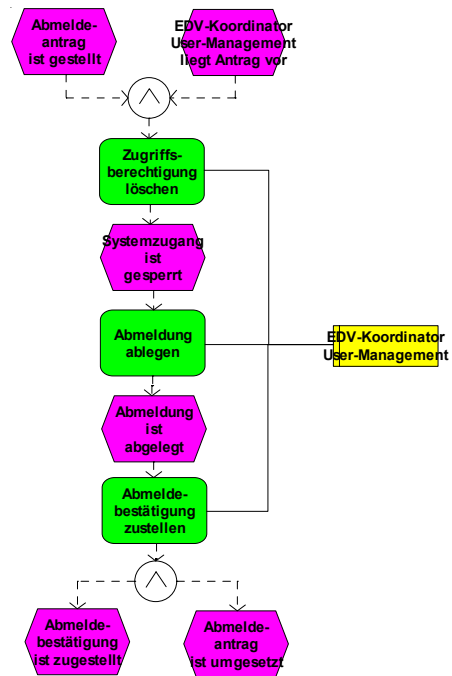 Abmelde-
antrag
ist gestellt
EDV-Koordinator
User-Management
liegt Antrag vor
Zugriffs-
berechtigung
löschen
Systemzugang
ist
gesperrt
Abmeldung
ablegen
EDV-Koordinator
User-Management
Abmeldung
ist
abgelegt
Abmelde-
bestätigung
zustellen
Abmelde-
bestätigung
ist zugestellt
Abmelde-
antrag
ist umgesetzt